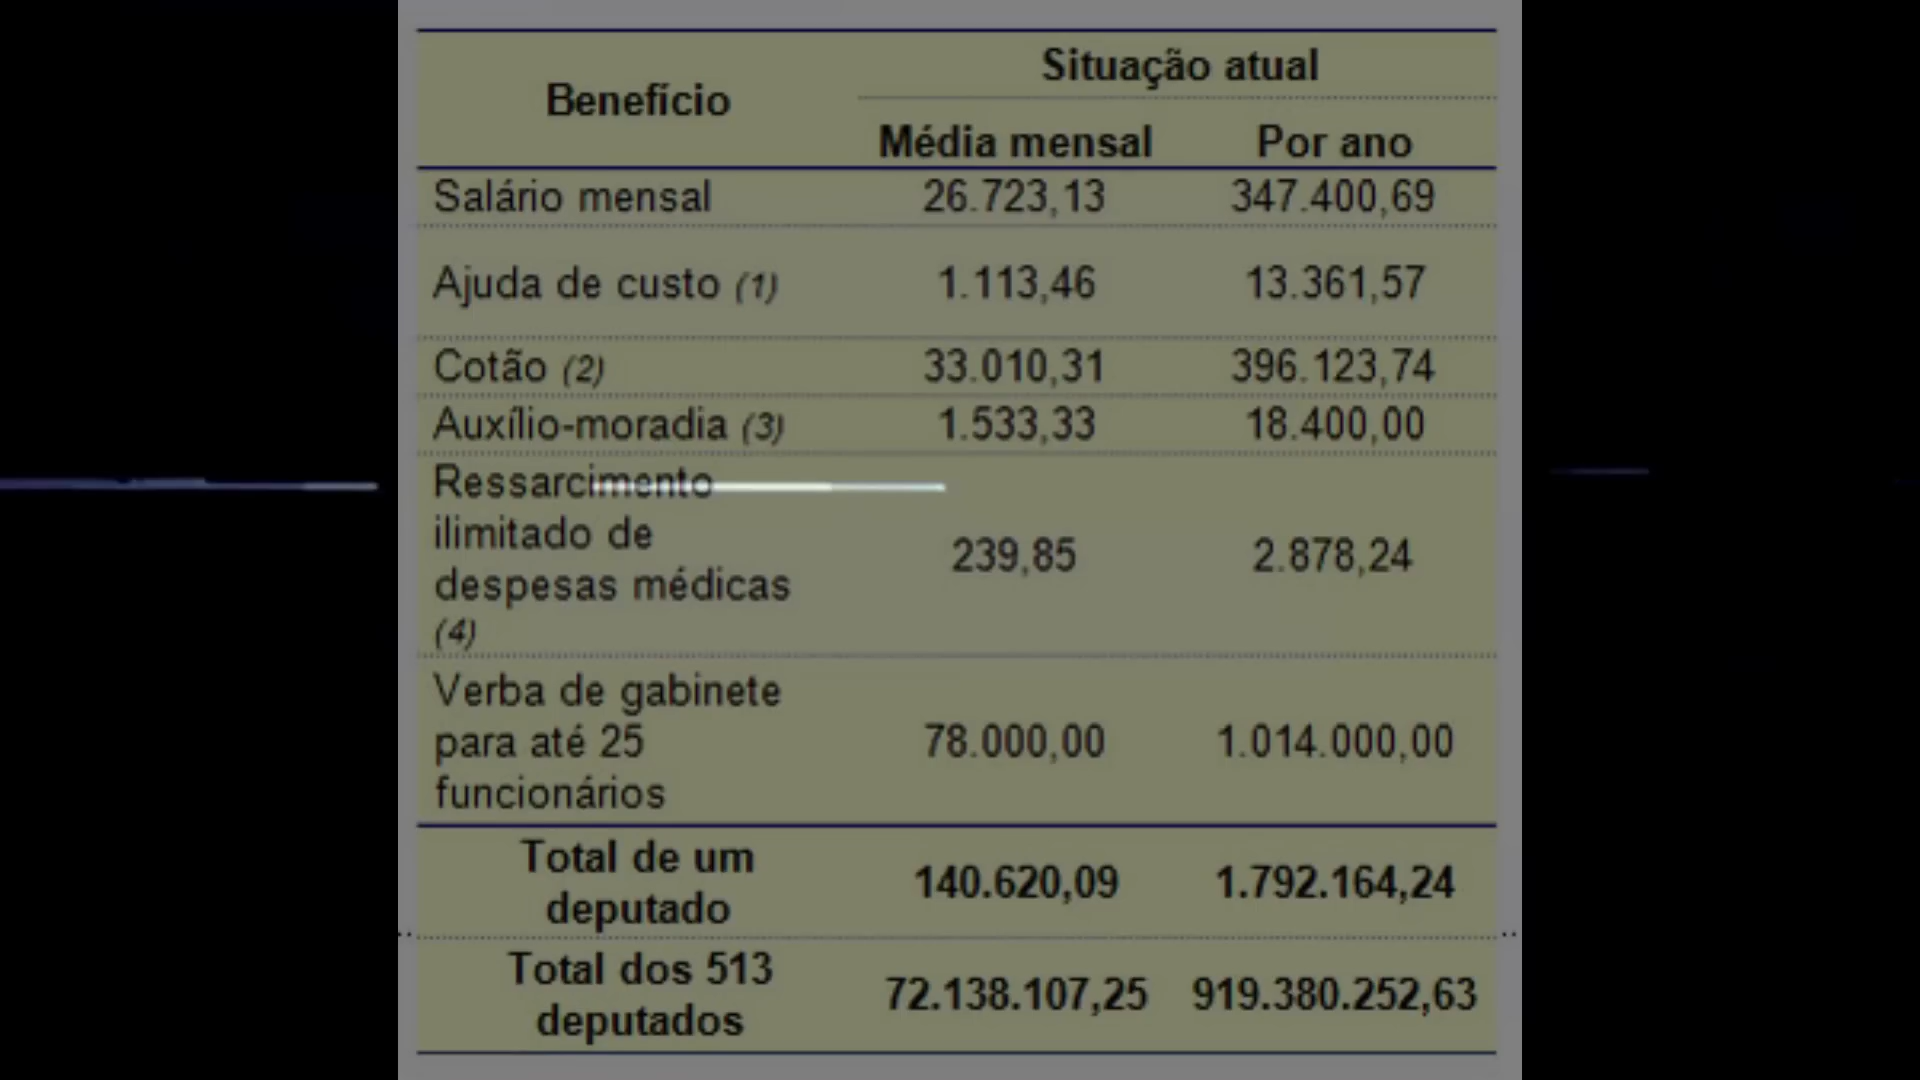 Benefício
Situação atual
Média mensal Por ano
Salário mensal 26.723,13 347.400,69
Ajuda de custo (1) 1.113,46 13.361,57
Cotão (2) 33.010,31 396.123,74
Auxílio-moradia (3) 1.533,33 18.400,00
Ressarcimento
ilimitado de
despesas médicas
(4)
239,85 2.878,24
Verba de gabinete
para até 25
funcionários
78.000,00 1.014.000,00
Total de um
deputado
140.620,09 1.792.164,24
Total dos 513
deputados
72.138.107,25 919.380.252,63